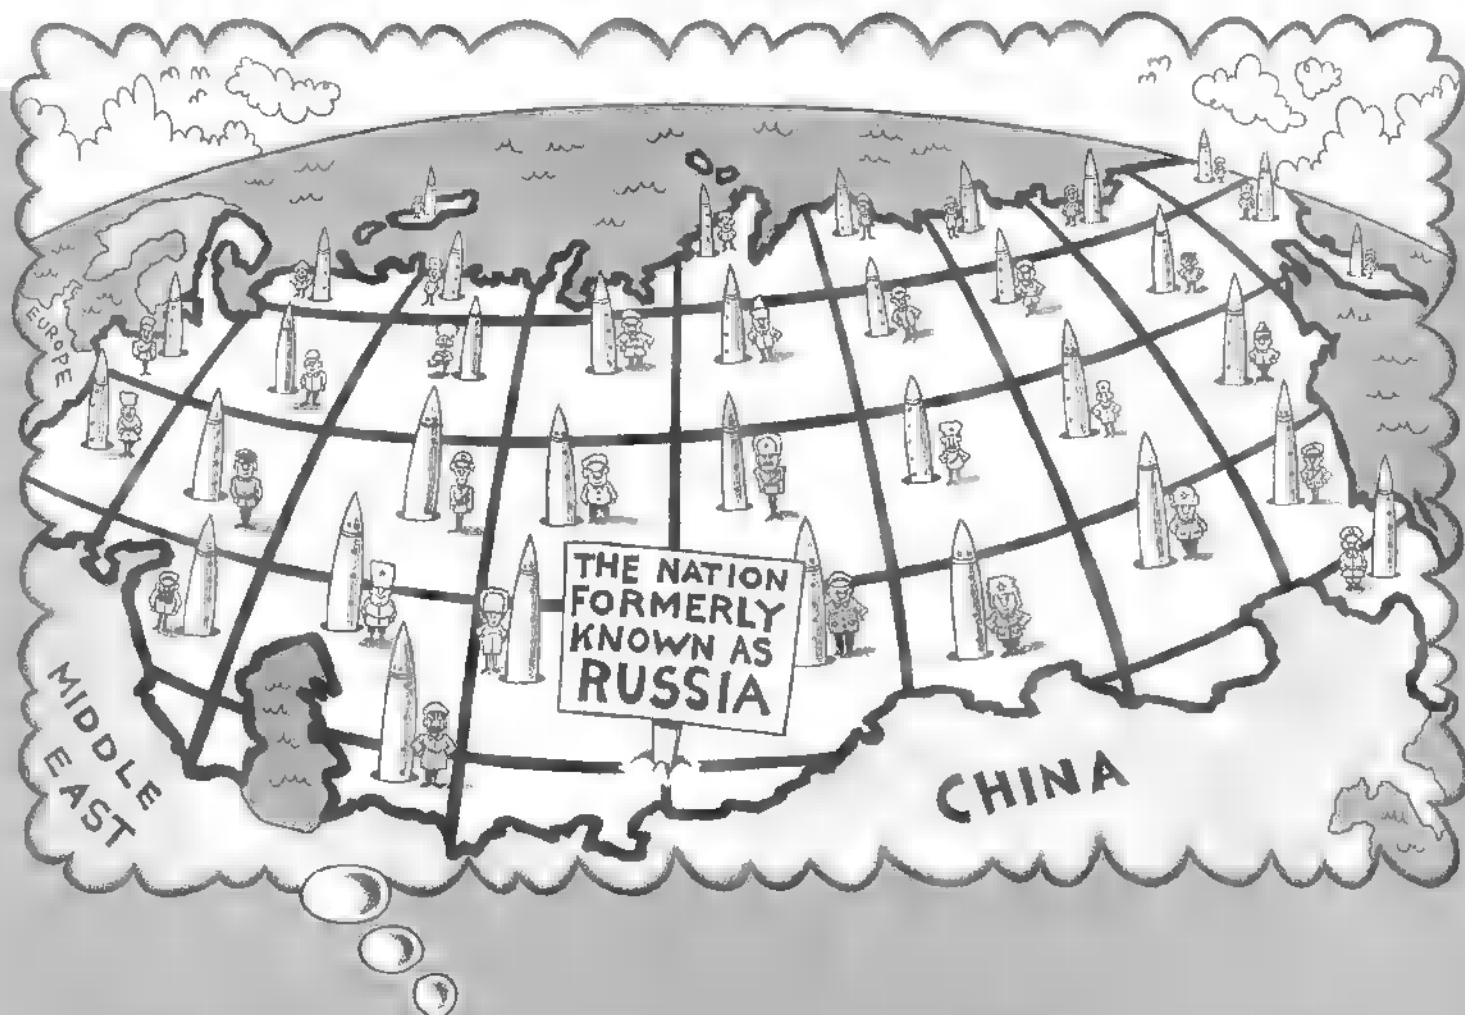 EUROPE
THE NATION
FORMERLY
KNOWN AS
RUSSIA
MIDDLE
EAST
CHINA